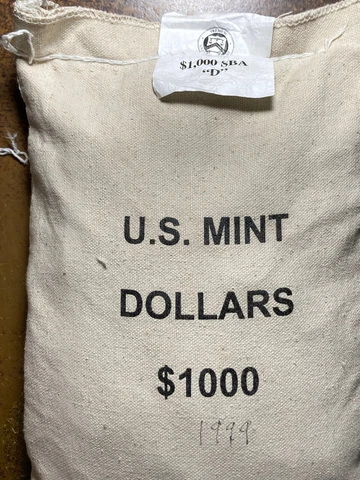 $1,000 SBA
"D"
U.S. MINT
DOLLARS
$1000
1999